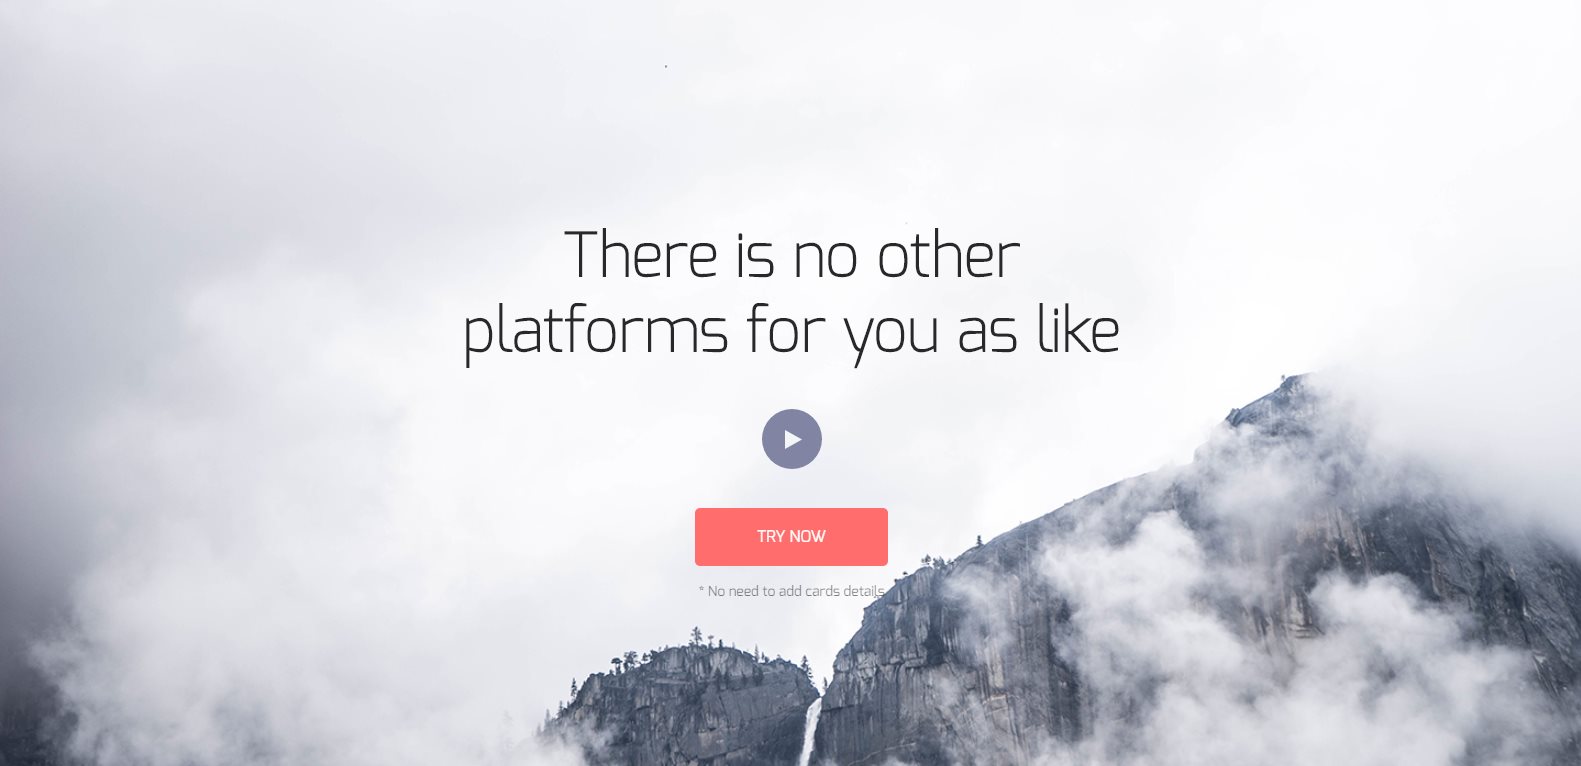 There is no other
platforms for you as like
TRY NOW
* No need to add cards details